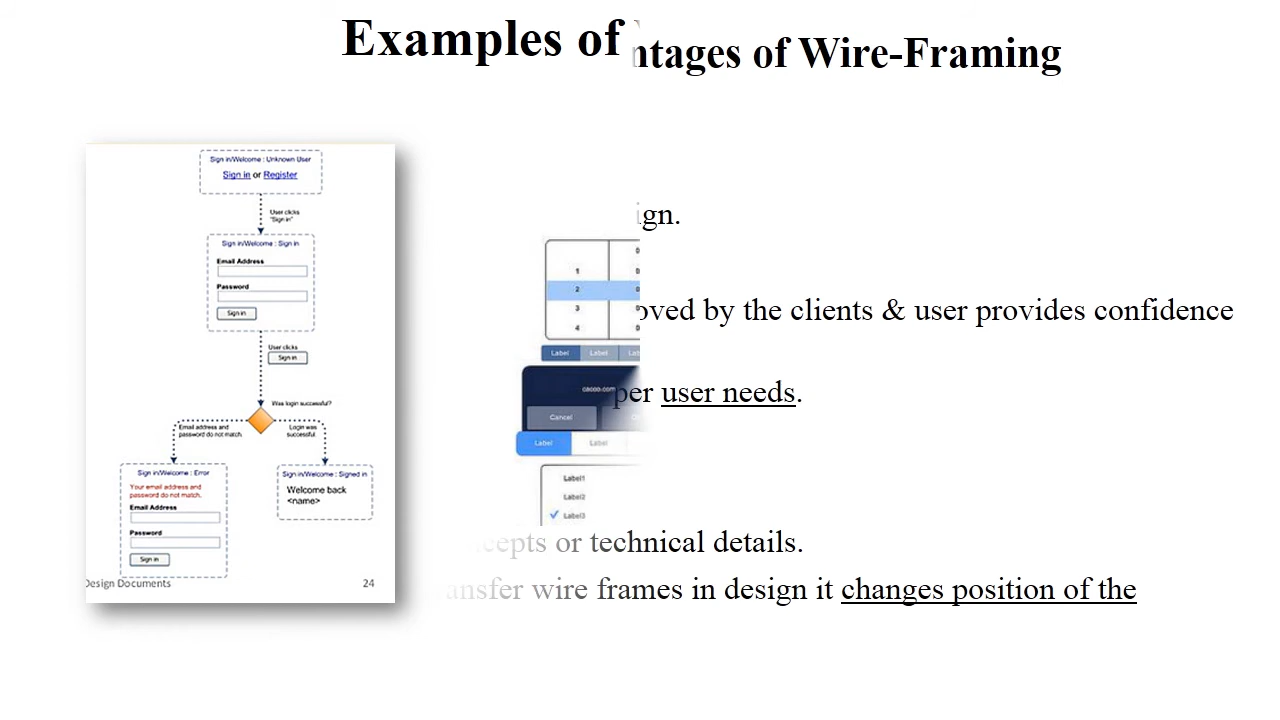 Examples of
ntages of Wire-Framing
Sign in/Welcome : Unknown User
Sign in or Register
User clicks
"Sign in"
Sign in/Welcome : Sign in
Email Address
Password
Sign in
User clicks
Sign in
Was login successful?
Email address and
password do not match.
Login was
successful.
Sign in/Welcome : Error
Your email address and
password do not match.
Email Address
Password
Sign in
Sign in/Welcome : Signed in
Welcome back
<name>
Design Documents
24
ign.
0
1 0
2 0
3 0
4 0
oved by the clients & user provides confidence
Label Label Lab
cacoo.com
per user needs.
Cancel
Label Label
Label1
Label2
Label3
cepts or technical details.
ansfer wire frames in design it changes position of the